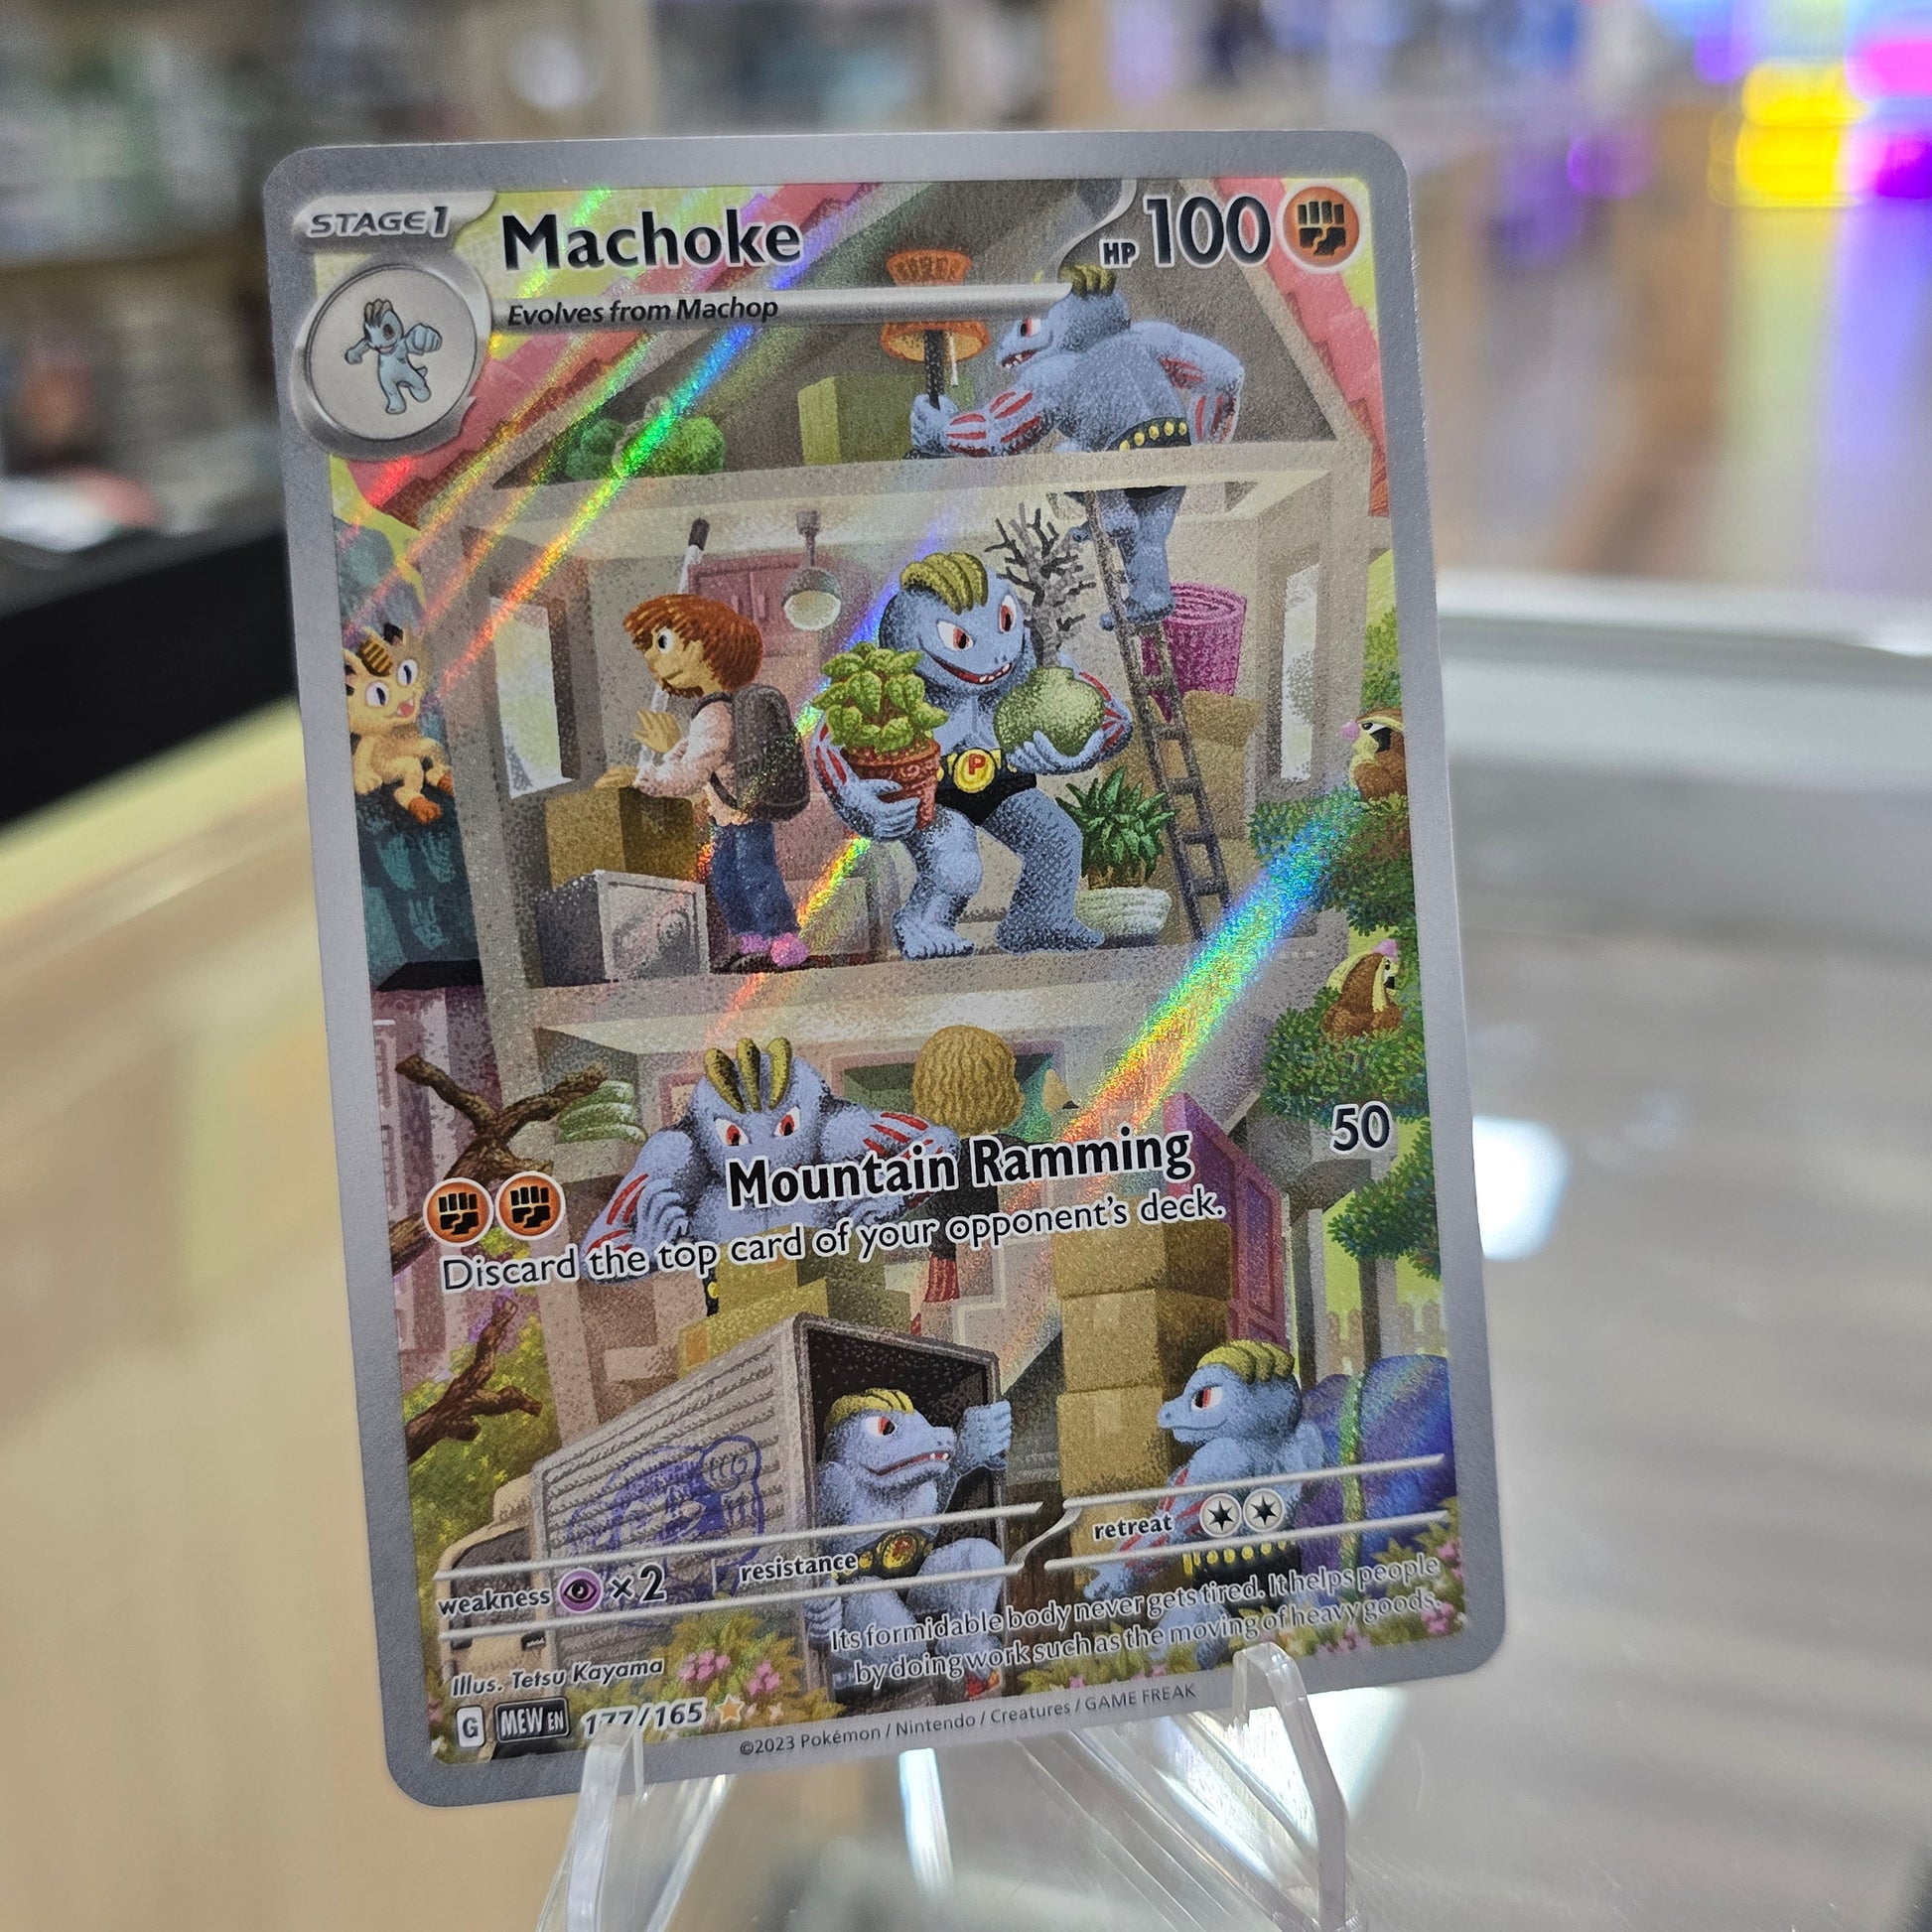 STAGE1
Machoke
HP 100
Evolves from Machop
P
Mountain Ramming 50
Discard the top card of your opponent's deck.
weakness ×2 resistance retreat
Its formidable body never gets tired. It helps people
by doing work such as the moving of heavy goods.
Illus. Tetsu Kayama
G MEW EN 177/165
©2023 Pokémon / Nintendo / Creatures / GAME FREAK